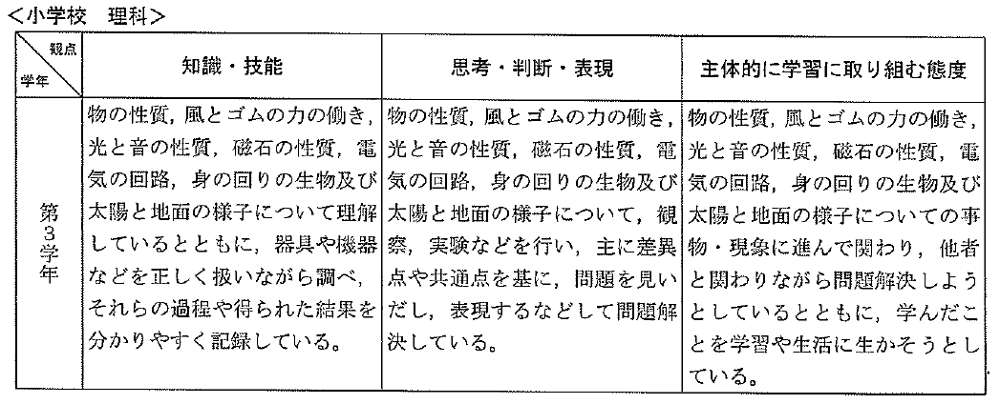 ＜小学校　理科＞
観点
学年
知識・技能
思考・判断・表現
主体的に学習に取り組む態度
第3学年
物の性質，風とゴムの力の働き，
光と音の性質，磁石の性質，電
気の回路，身の回りの生物及び
太陽と地面の様子について理解
しているとともに，器具や機器
などを正しく扱いながら調べ，
それらの過程や得られた結果を
分かりやすく記録している。
物の性質，風とゴムの力の働き，
光と音の性質，磁石の性質，電
気の回路，身の回りの生物及び
太陽と地面の様子について，観
察，実験などを行い，主に差異
点や共通点を基に，問題を見い
だし，表現するなどして問題解
決している。
物の性質，風とゴムの力の働き，
光と音の性質，磁石の性質，電
気の回路，身の回りの生物及び
太陽と地面の様子についての事
物・現象に進んで関わり，他者
と関わりながら問題解決しよう
としているとともに，学んだこ
とを学習や生活に生かそうとし
ている。